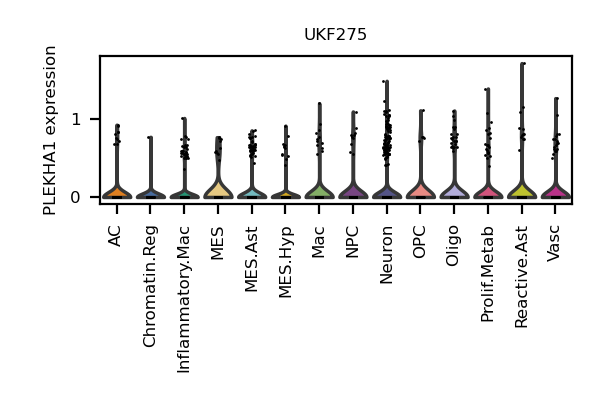 UKF275
PLEKHA1 expression
1
0
AC
Chromatin.Reg
Inflammatory.Mac
MES
MES.Ast
MES.Hyp
Mac
NPC
Neuron
OPC
Oligo
Prolif.Metab
Reactive.Ast
Vasc